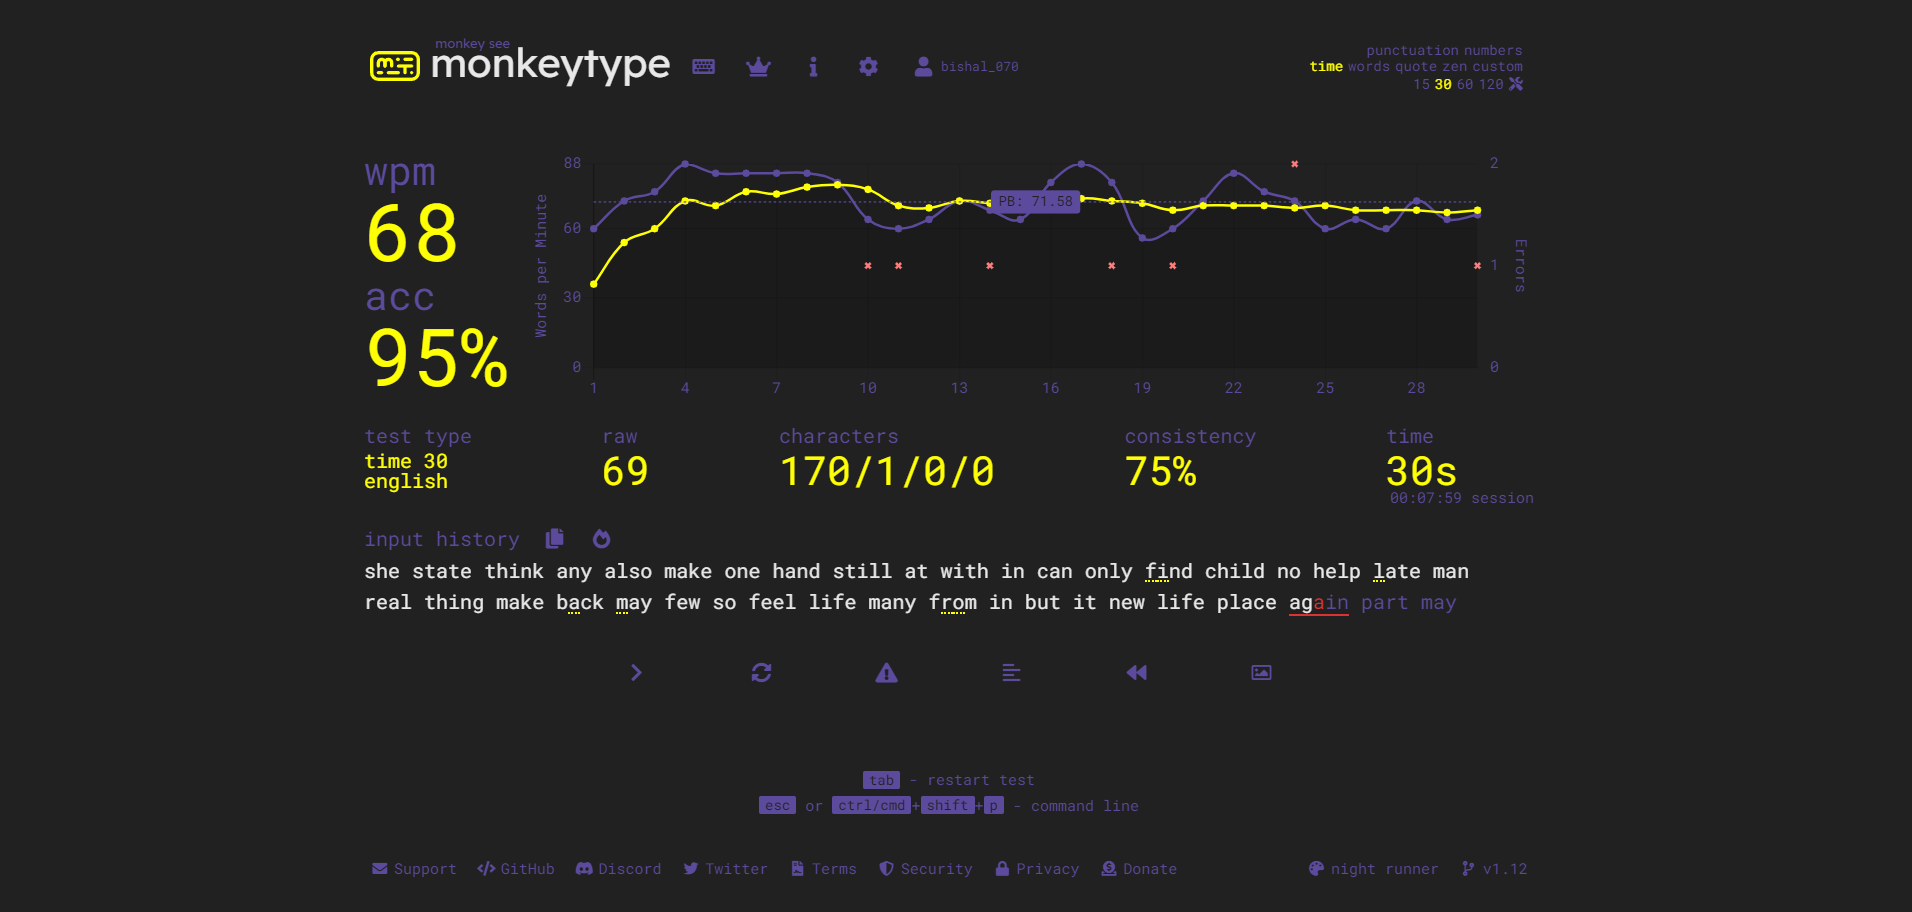 monkey see
monkeytype
bishal_070
punctuation numbers
time words quote zen custom
15 30 60 120
wpm
68
acc
95%
Words per Minute
88
60
30
0
PB: 71.58
2
1
0
Errors
1 4 7 10 13 16 19 22 25 28
test type
time 30
english
raw
69
characters
170/1/0/0
consistency
75%
time
30s
00:07:59 session
input history
she state think any also make one hand still at with in can only find child no help late man
real thing make back may few so feel life many from in but it new life place again part may
tab - restart test
esc or ctrl/cmd+shift+p - command line
Support GitHub Discord Twitter Terms Security Privacy Donate night runner v1.12